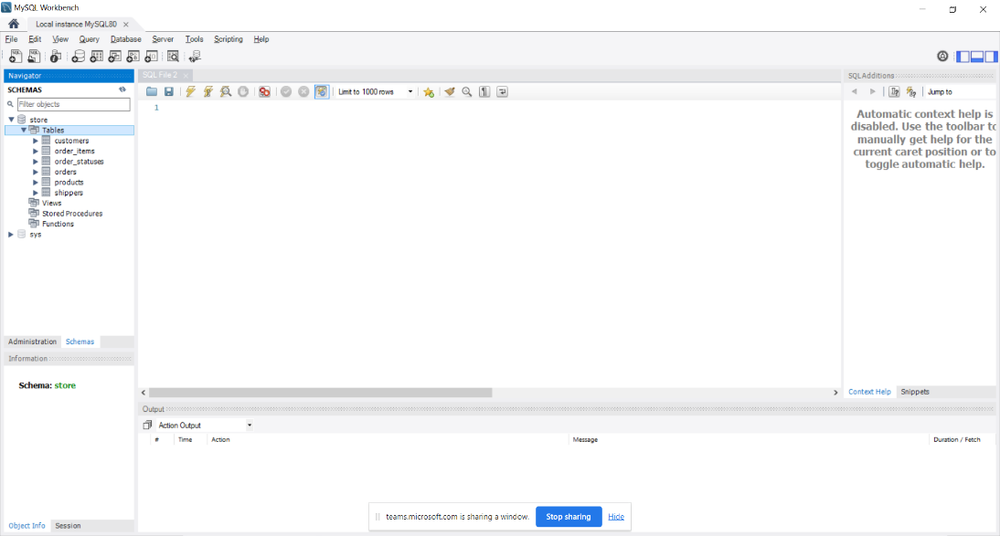 MySQL Workbench
Local instance MySQL80
File Edit View Query Database Server Tools Scripting Help
Navigator
SCHEMAS
Filter objects
store
Tables
customers
order_items
order_statuses
orders
products
shippers
Views
Stored Procedures
Functions
sys
Administration Schemas
Information
Schema: store
Object Info Session
SQL File 2
Limit to 1000 rows
1
SQLAdditions
Jump to
Automatic context help is
disabled. Use the toolbar to
manually get help for the
current caret position or to
toggle automatic help.
Context Help Snippets
Output
Action Output
# Time Action Message Duration / Fetch
teams.microsoft.com is sharing a window. Stop sharing Hide